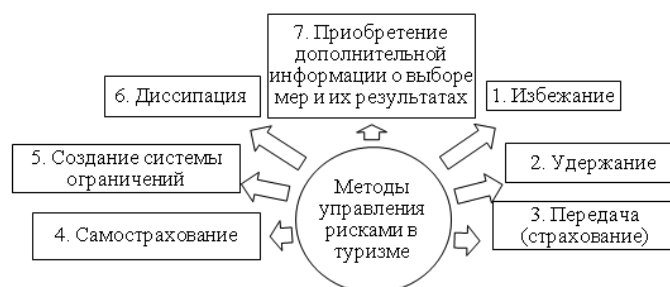 7. Приобретение
дополнительной
информации о выборе
мер и их результатах
6. Диссипация
1. Избежание
5. Создание системы
ограничений
2. Удержание
4. Самострахование
3. Передача
(страхование)
Методы
управления
рисками в
туризме